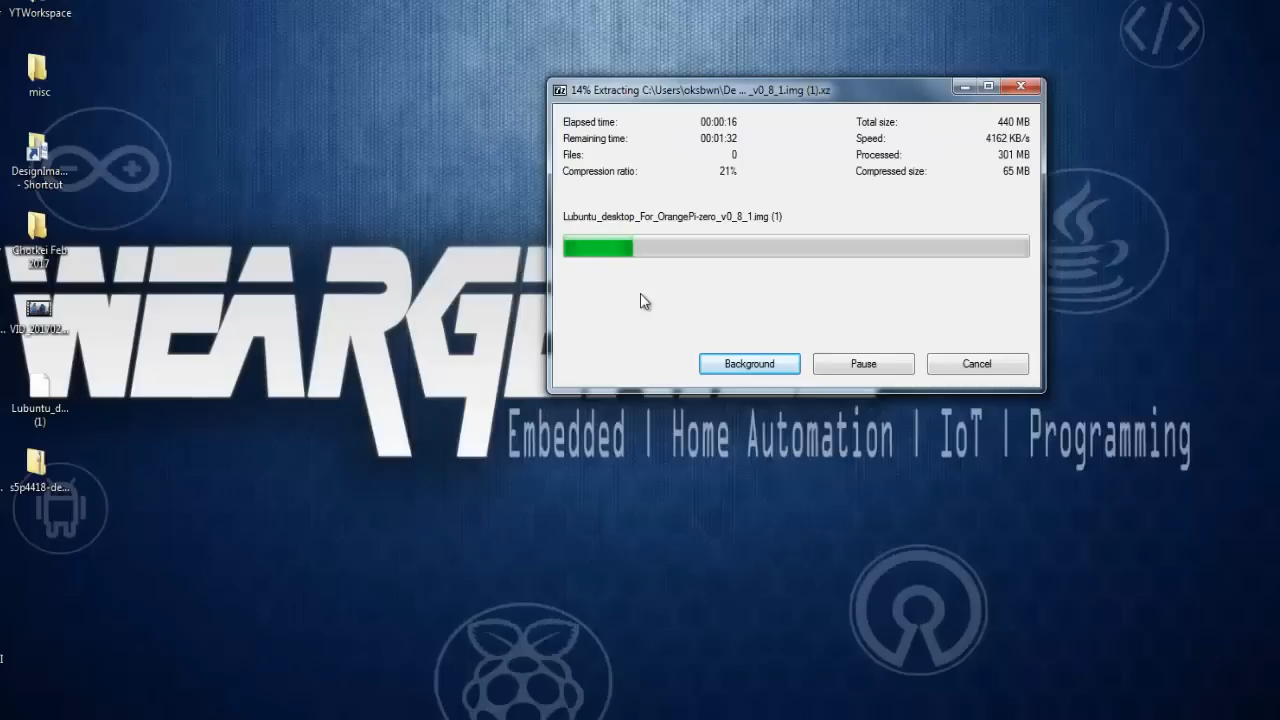 YTWorkspace
misc
DesignIma...
- Shortcut
Ghotkei Feb
2017
VID_201702...
Lubuntu_d...
(1)
s5p4418-de...
</>
14% Extracting C:\Users\oksbwn\De ... _v0_8_1.img (1).xz
Elapsed time: 00:00:16 Total size: 440 MB
Remaining time: 00:01:32 Speed: 4162 KB/s
Files: 0 Processed: 301 MB
Compression ratio: 21% Compressed size: 65 MB
Lubuntu_desktop_For_OrangePi-zero_v0_8_1.img (1)
Background Pause Cancel
Embedded | Home Automation | IoT | Programming